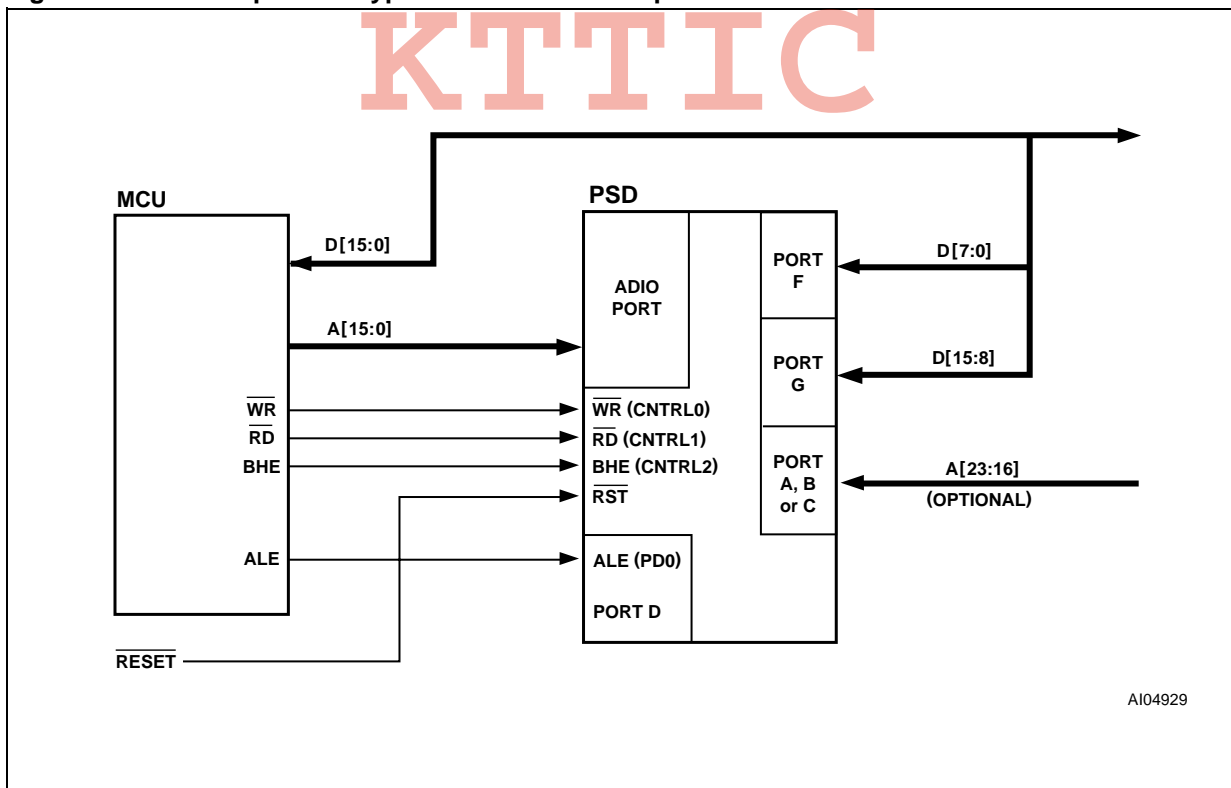 KTTIC
MCU
PSD
D[15:0]
A[15:0]
ADIO
PORT
PORT
F
D[7:0]
PORT
G
D[15:8]
PORT
A, B
or C
A[23:16]
(OPTIONAL)
WR
RD
BHE
ALE
WR (CNTRL0)
RD (CNTRL1)
BHE (CNTRL2)
RST
ALE (PD0)
PORT D
RESET
AI04929